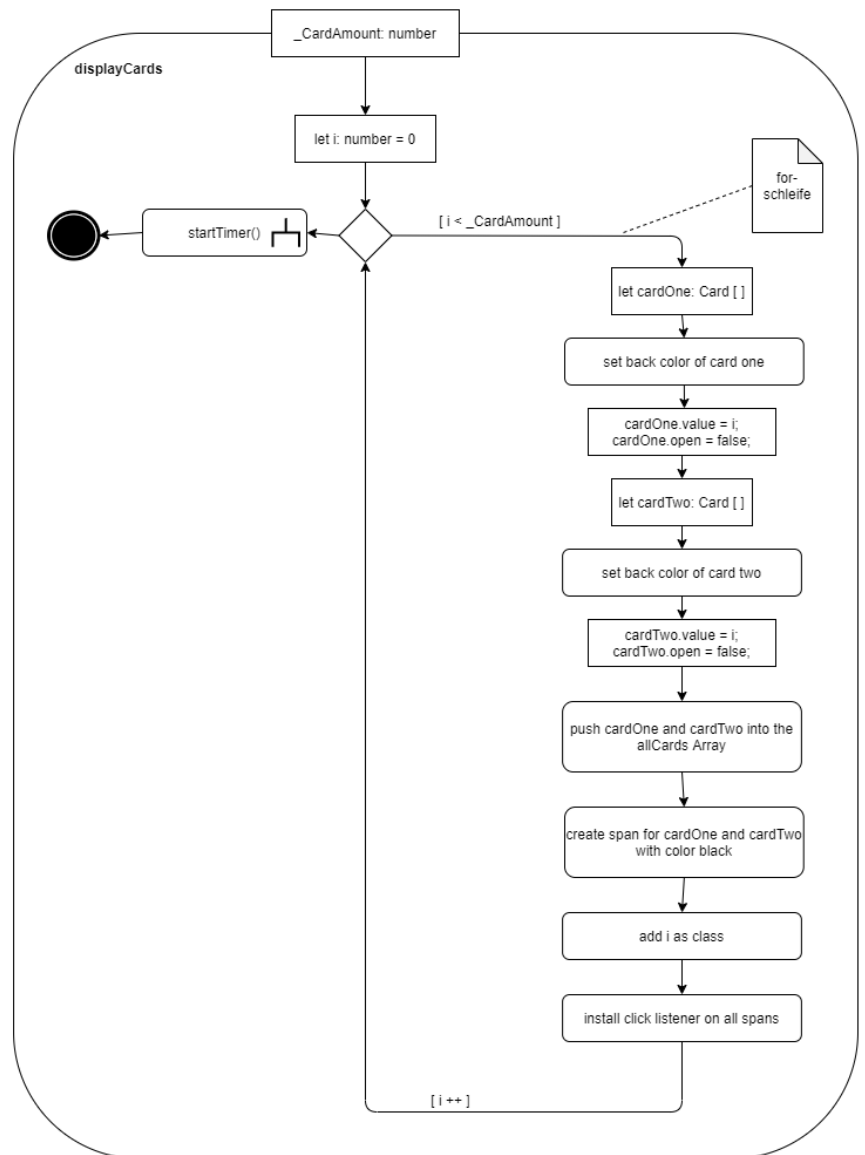 _CardAmount: number
displayCards
let i: number = 0
for-
schleife
[ i < _CardAmount ]
startTimer()
let cardOne: Card [ ]
set back color of card one
cardOne.value = i;
cardOne.open = false;
let cardTwo: Card [ ]
set back color of card two
cardTwo.value = i;
cardTwo.open = false;
push cardOne and cardTwo into the
allCards Array
create span for cardOne and cardTwo
with color black
add i as class
install click listener on all spans
[ i ++ ]